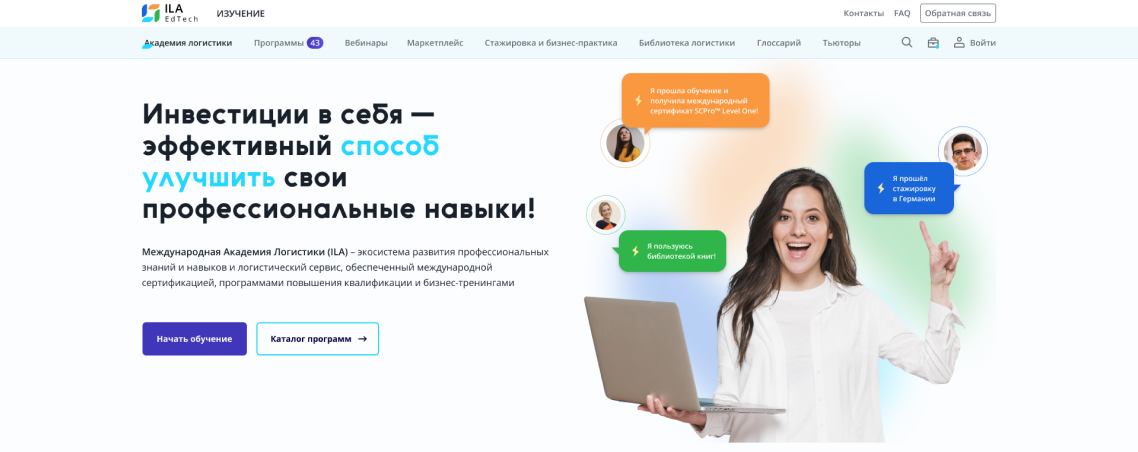 ILA
EdTech
ИЗУЧЕНИЕ
Контакты FAQ Обратная связь
Академия логистики Программы 43 Вебинары Маркетплейс Стажировка и бизнес-практика Библиотека логистики Глоссарий Тьюторы Войти
Инвестиции в себя —
эффективный способ
улучшить свои
профессиональные навыки!
Международная Академия Логистики (ILA) – экосистема развития профессиональных
знаний и навыков и логистический сервис, обеспеченный международной
сертификацией, программами повышения квалификации и бизнес-тренингами
Начать обучение Каталог программ →
Я прошла обучение и
получила международный
сертификат SCPro™ Level One!
Я прошёл
стажировку
в Германии
Я пользуюсь
библиотекой книг!